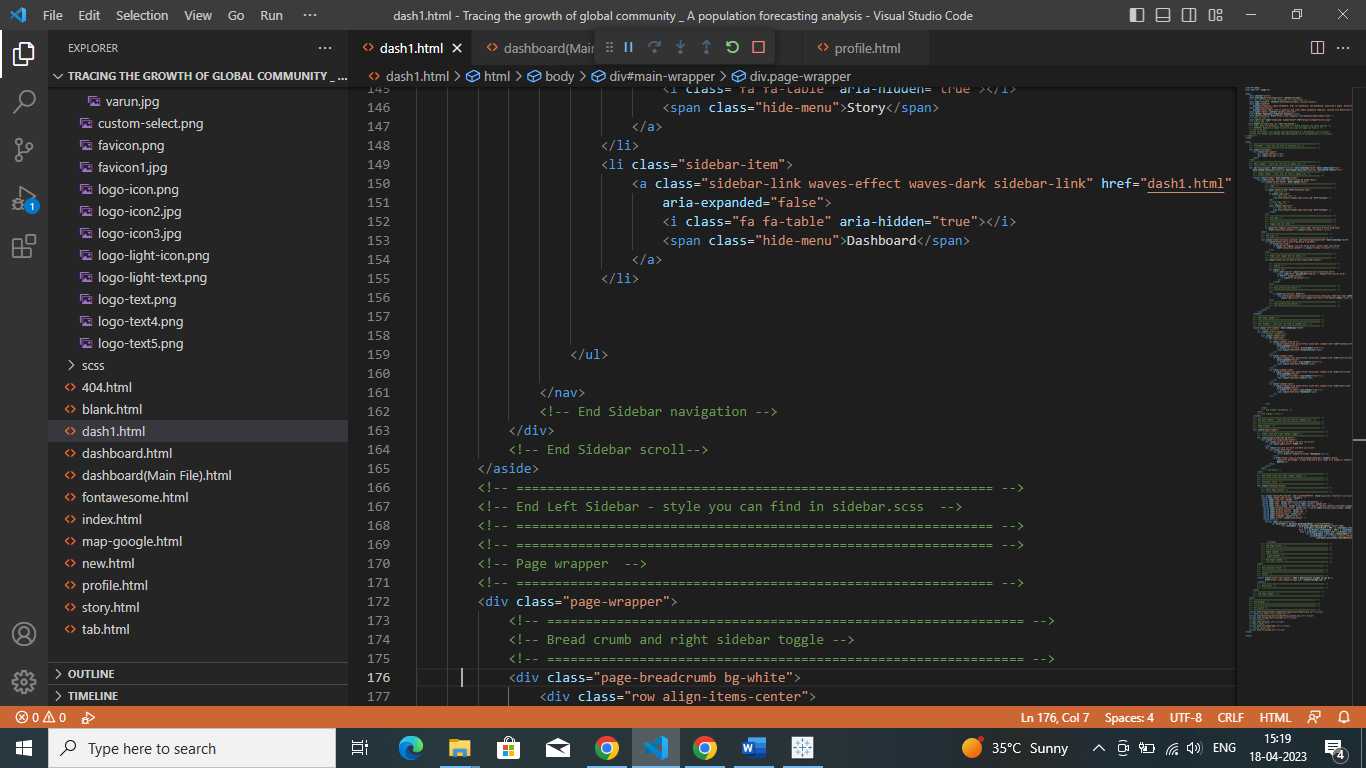 File Edit Selection View Go Run ··· dash1.html - Tracing the growth of global community _ A population forecasting analysis - Visual Studio Code
EXPLORER ···
TRACING THE GROWTH OF GLOBAL COMMUNITY _ ...
varun.jpg
custom-select.png
favicon.png
favicon1.jpg
logo-icon.png
logo-icon2.jpg
logo-icon3.jpg
logo-light-icon.png
logo-light-text.png
logo-text.png
logo-text4.png
logo-text5.png
scss
404.html
blank.html
dash1.html
dashboard.html
dashboard(Main File).html
fontawesome.html
index.html
map-google.html
new.html
profile.html
story.html
tab.html
OUTLINE
TIMELINE
1
dash1.html dashboard(Main profile.html
dash1.html > html > body > div#main-wrapper > div.page-wrapper
145 <i class="fa fa-table" aria-hidden="true"></i>
146 <span class="hide-menu">Story</span>
147 </a>
148 </li>
149 <li class="sidebar-item">
150 <a class="sidebar-link waves-effect waves-dark sidebar-link" href="dash1.html"
151 aria-expanded="false">
152 <i class="fa fa-table" aria-hidden="true"></i>
153 <span class="hide-menu">Dashboard</span>
154 </a>
155 </li>
156
157
158
159 </ul>
160
161 </nav>
162 <!-- End Sidebar navigation -->
163 </div>
164 <!-- End Sidebar scroll-->
165 </aside>
166 <!-- ============================================================== -->
167 <!-- End Left Sidebar - style you can find in sidebar.scss  -->
168 <!-- ============================================================== -->
169 <!-- ============================================================== -->
170 <!-- Page wrapper  -->
171 <!-- ============================================================== -->
172 <div class="page-wrapper">
173 <!-- ============================================================== -->
174 <!-- Bread crumb and right sidebar toggle -->
175 <!-- ============================================================== -->
176 <div class="page-breadcrumb bg-white">
177 <div class="row align-items-center">
0 0 Ln 176, Col 7 Spaces: 4 UTF-8 CRLF HTML
Type here to search 35°C Sunny ENG 15:19
18-04-2023 4